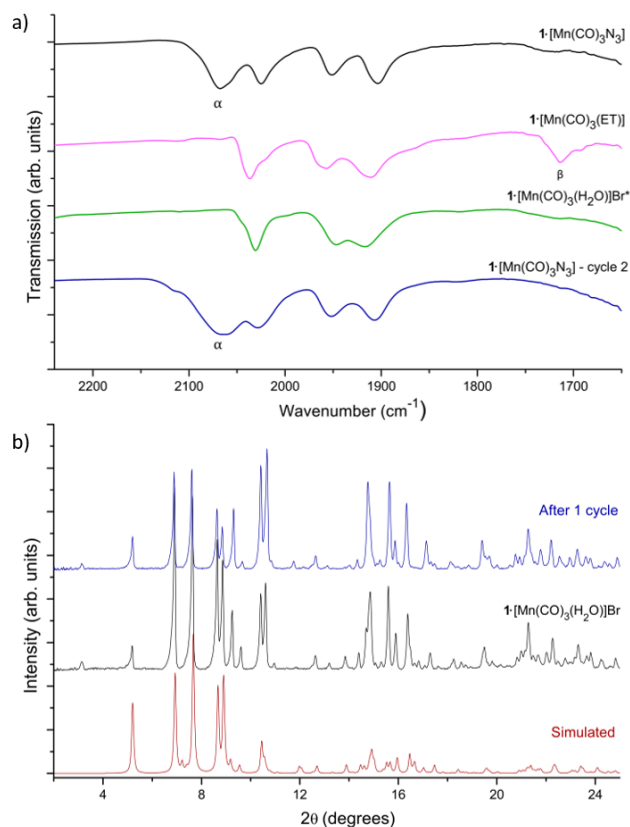 a)
1·[Mn(CO)₃N₃]
α
1·[Mn(CO)₃(ET)]
β
1·[Mn(CO)₃(H₂O)]Br*
1·[Mn(CO)₃N₃] - cycle 2
α
Transmission (arb. units)
2200 2100 2000 1900 1800 1700
Wavenumber (cm⁻¹)
b)
After 1 cycle
1·[Mn(CO)₃(H₂O)]Br
Simulated
Intensity (arb. units)
4 8 12 16 20 24
2θ (degrees)